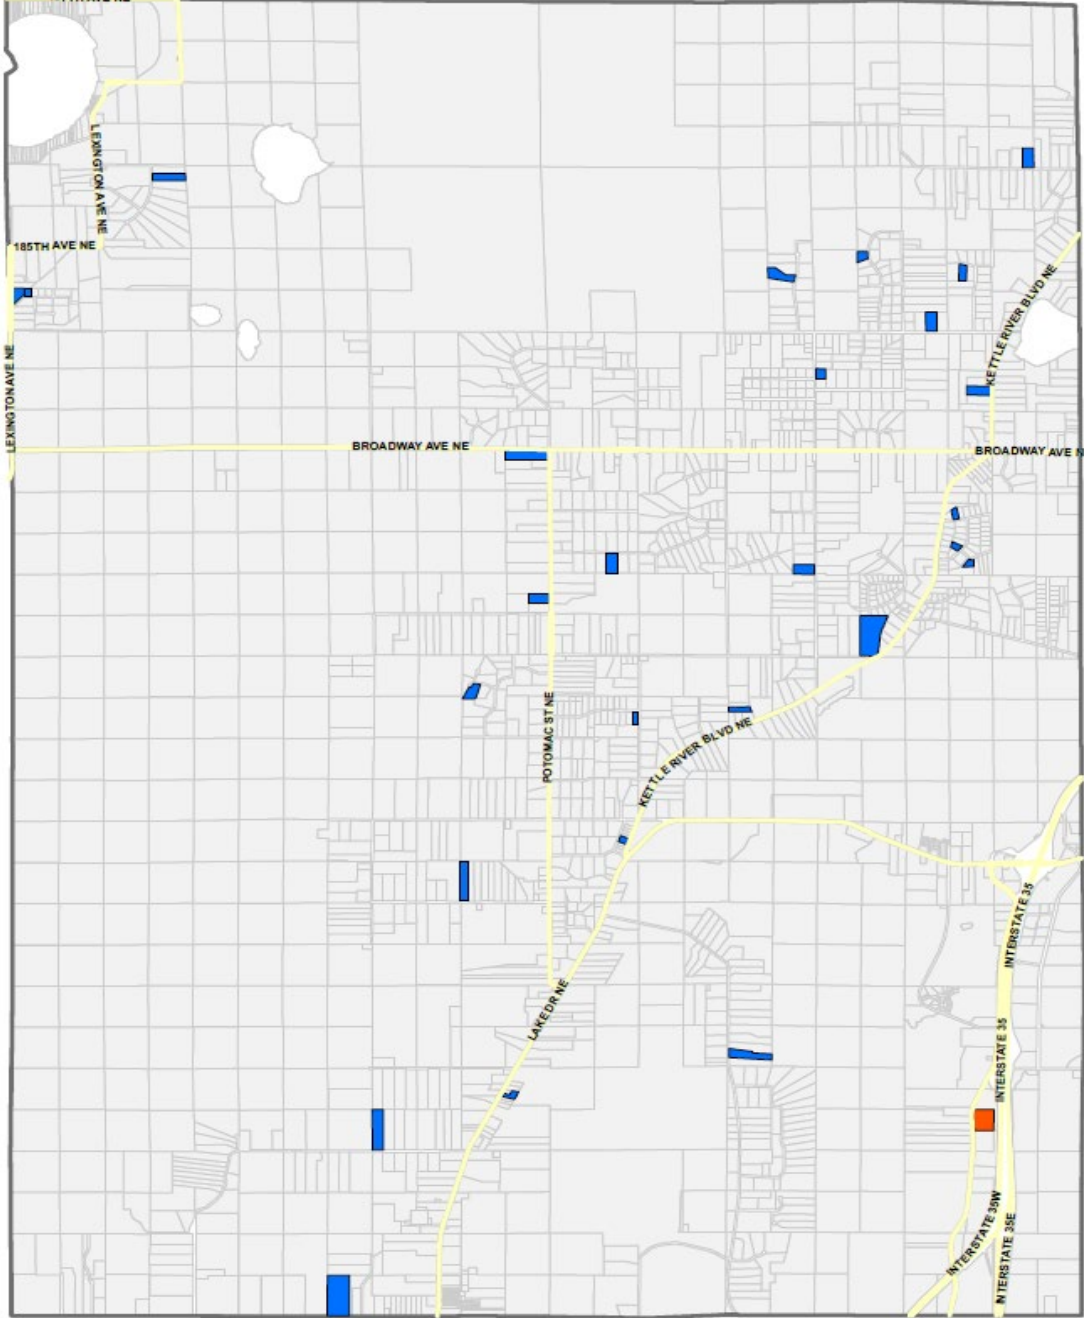 LEXINGTON AVE NE
185TH AVE NE
KETTLE RIVER BLVD NE
LEXINGTON AVE NE
BROADWAY AVE NE
BROADWAY AVE N
POTOMAC ST NE
KETTLE RIVER BLVD NE
INTERSTATE 35
LAKE DR NE
INTERSTATE 35
INTERSTATE 35W
NTERSTATE 35E